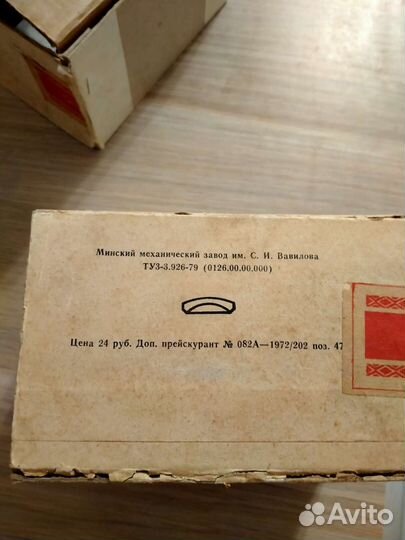 Минский механический завод им. С. И. Вавилова
ТУЗ-3.926-79 (0126.00.00.000)
Цена 24 руб. Доп. прейскурант № 082А—1972/202 поз. 47
Avito